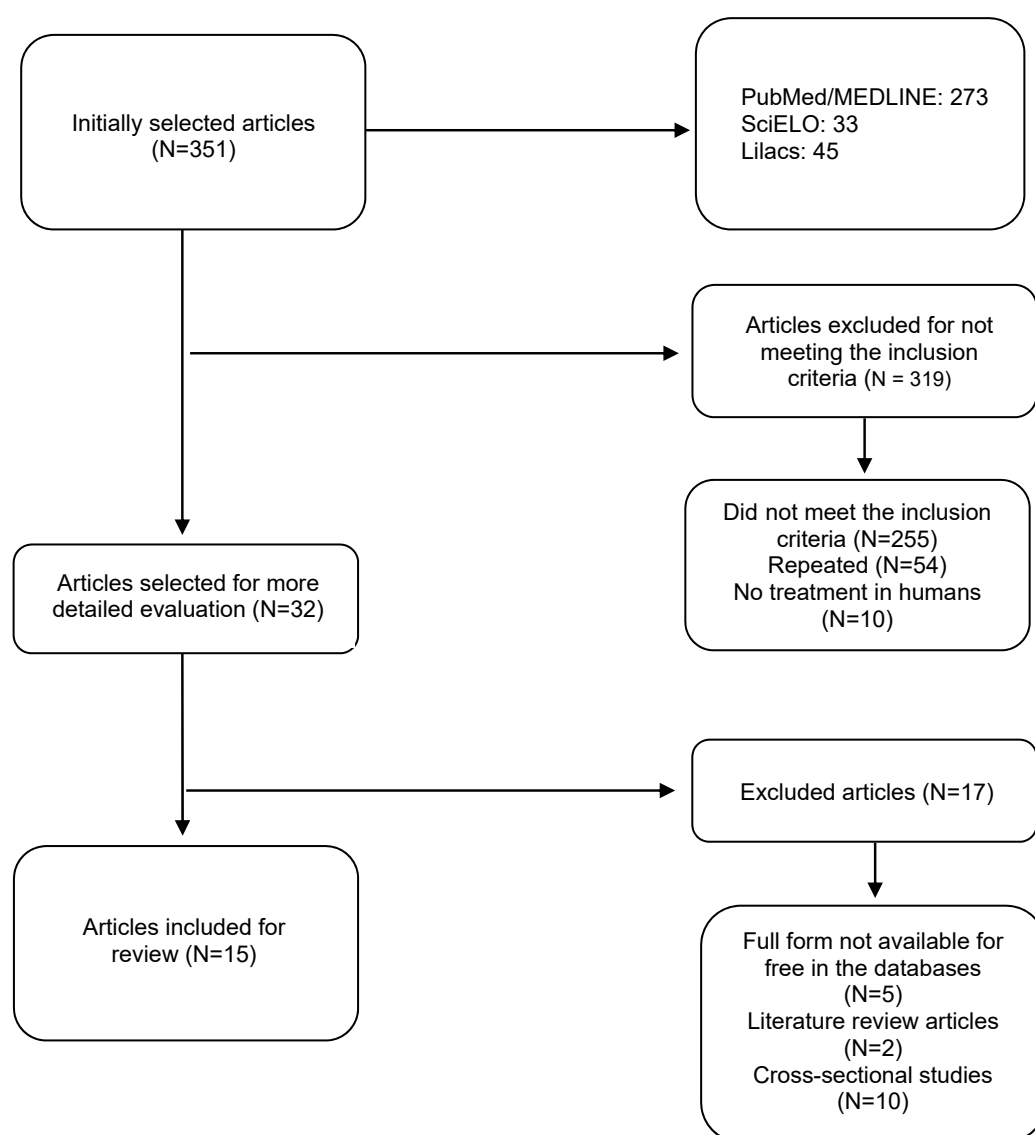 Initially selected articles
(N=351)
PubMed/MEDLINE: 273
SciELO: 33
Lilacs: 45
Articles excluded for not
meeting the inclusion
criteria (N = 319)
Did not meet the inclusion
criteria (N=255)
Repeated (N=54)
No treatment in humans
(N=10)
Articles selected for more
detailed evaluation (N=32)
Excluded articles (N=17)
Articles included for
review (N=15)
Full form not available for
free in the databases
(N=5)
Literature review articles
(N=2)
Cross-sectional studies
(N=10)